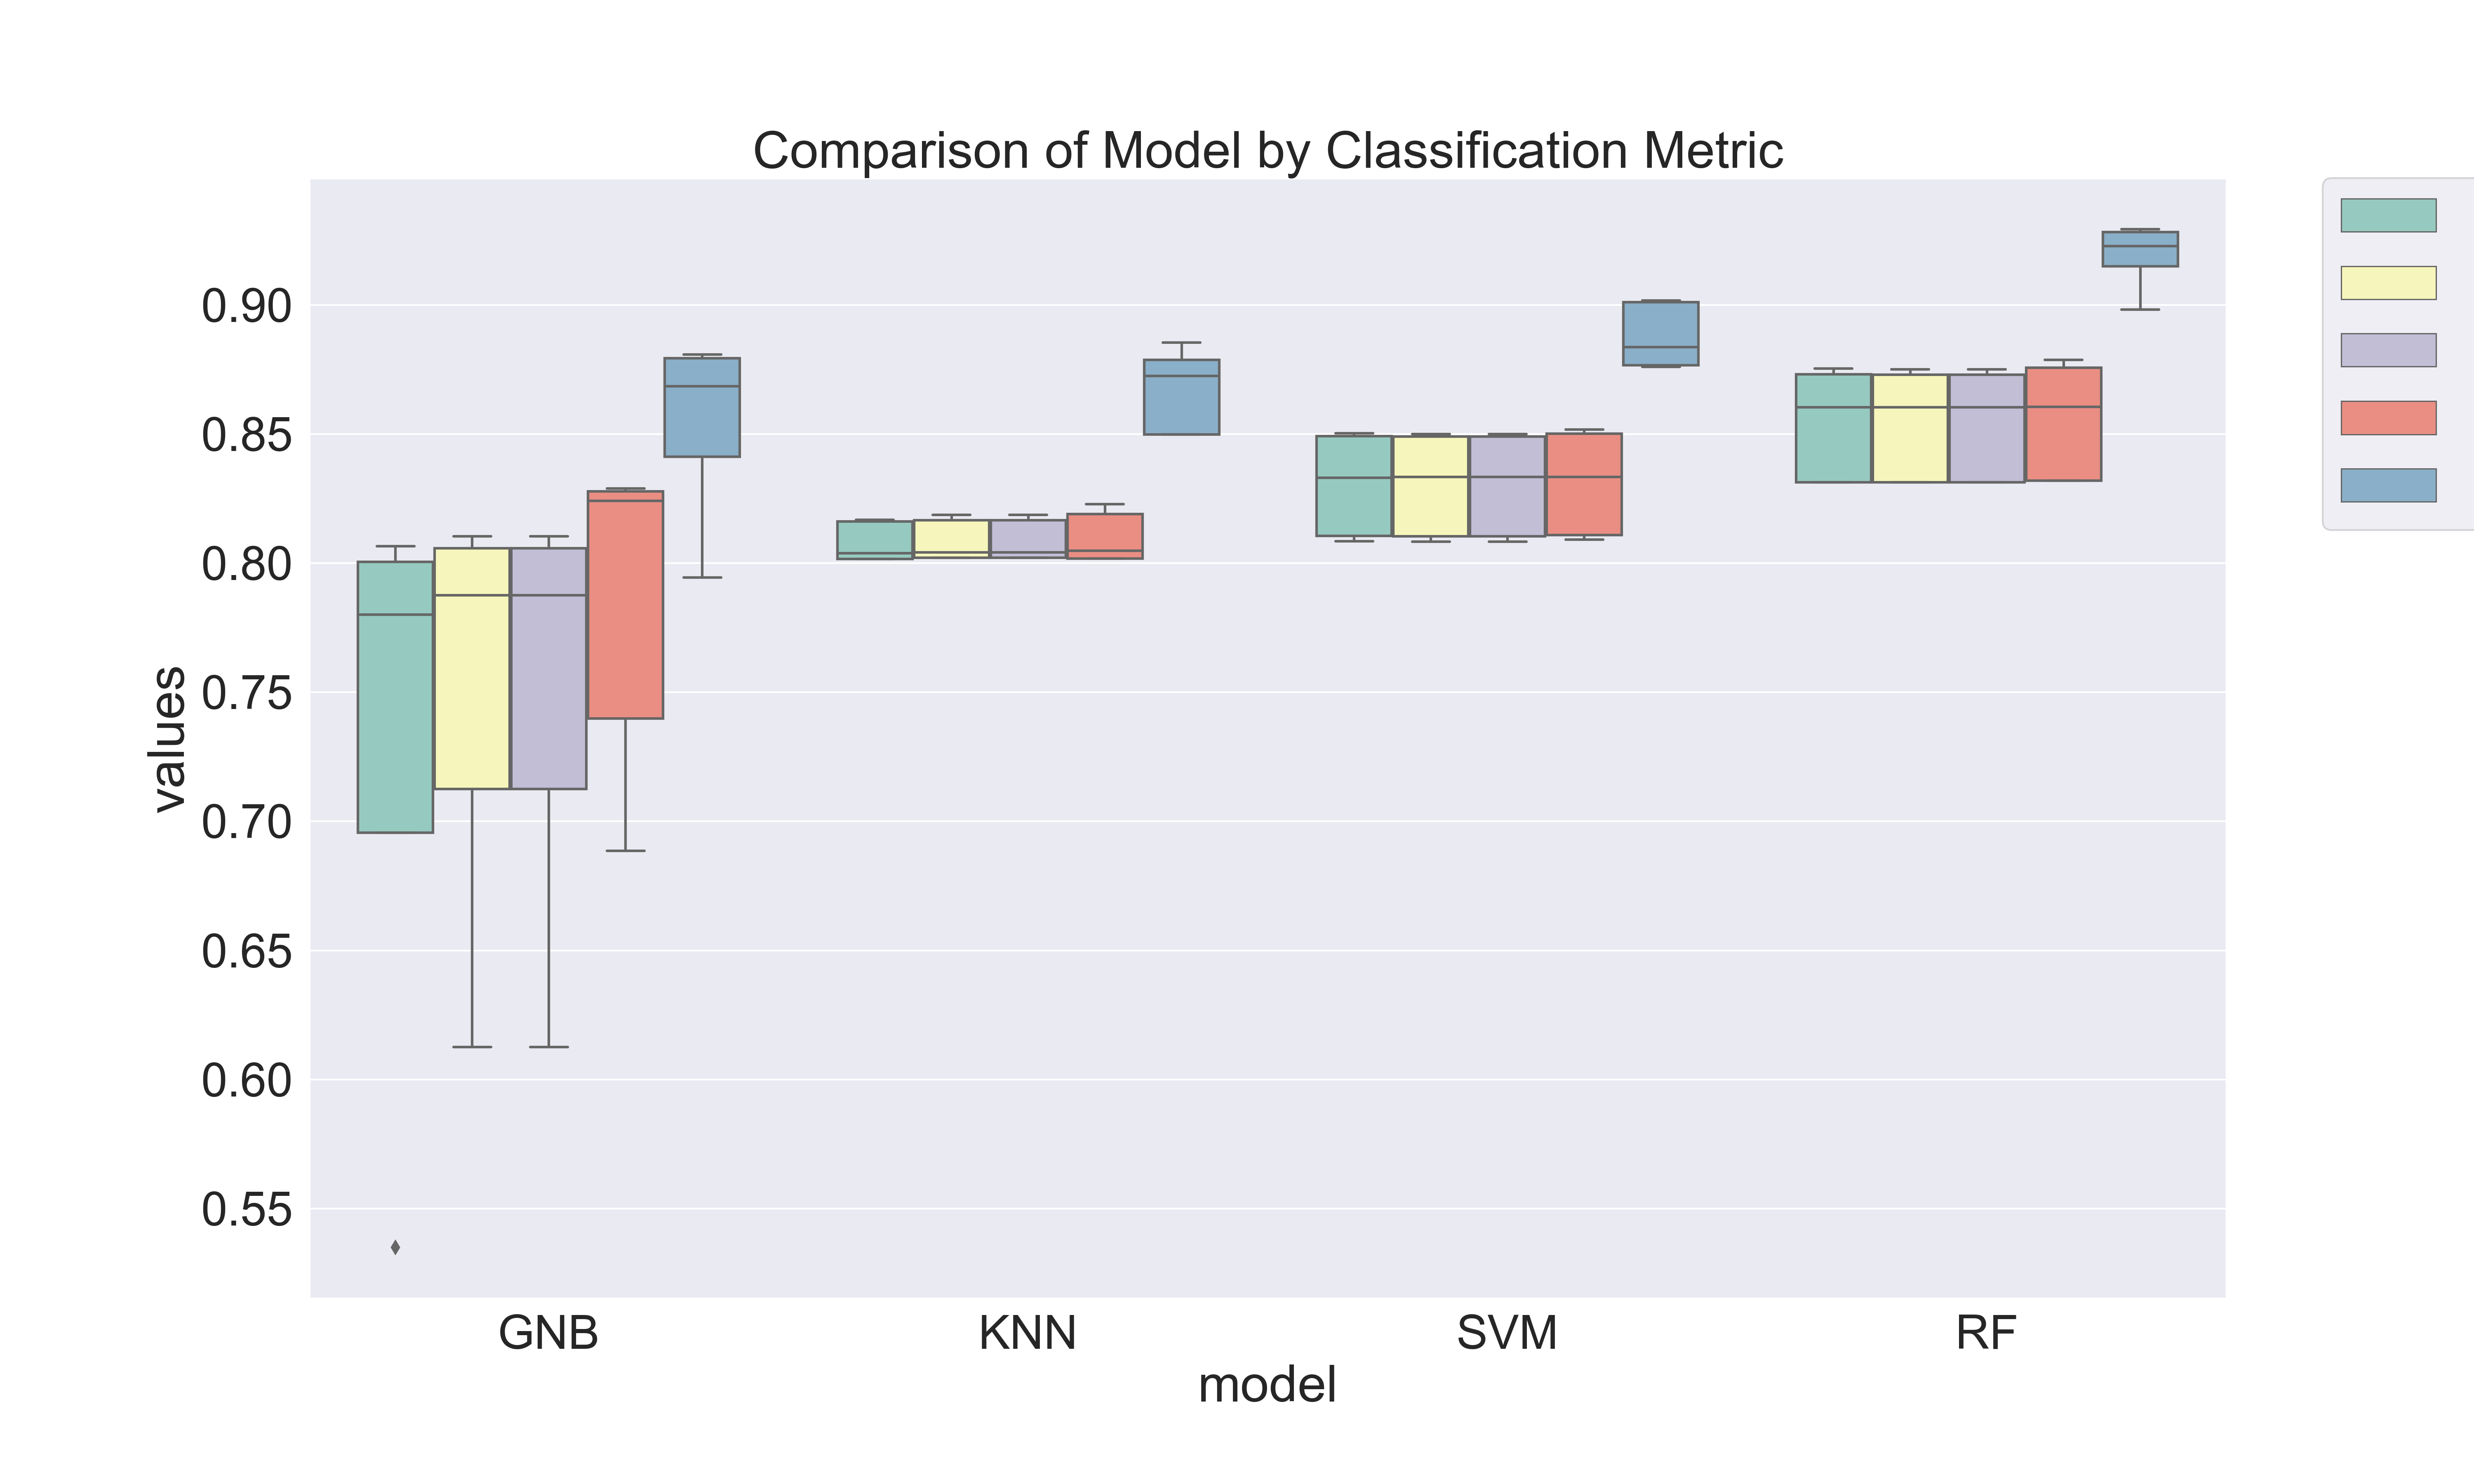 Comparison of Model by Classification Metric
0.90
0.85
0.80
0.75
0.70
0.65
0.60
0.55
values
GNB KNN SVM RF
model